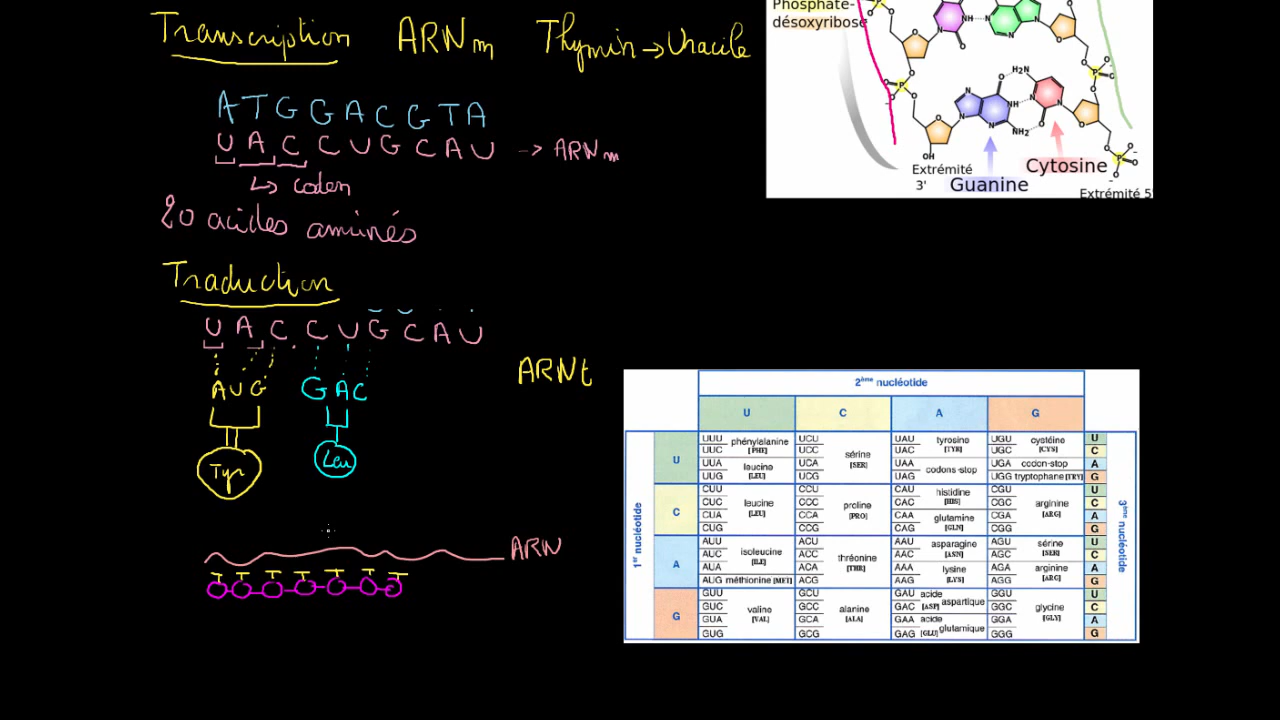 Transcription ARNm Thymin → Uracile
A T G G A C G T A
U A C C U G C A U → ARNm
↳ codon
20 acides aminés
Traduction
U A C C U G C A U
ARNt
A U G G A C
Tyr Leu
ARN
Phosphate-
désoxyribose
NH
N
N
O
O
P
H2N
O
NH
N
N
NH2
O
OH
Extrémité
3'
Guanine
Cytosine
Extrémité 5'
2ème nucléotide
U C A G
1er nucléotide
3ème nucléotide
U
UUU phénylalanine UCU UAU tyrosine UGU cystéine U
UUC [PHE] UCC sérine UAC [TYR] UGC [CYS] C
UUA leucine UCA [SER] UAA codons-stop UGA codon-stop A
UUG [LEU] UCG UAG UGG tryptophane [TRY] G
C
CUU CCU CAU histidine CGU U
CUC leucine CCC proline CAC [HIS] CGC arginine C
CUA [LEU] CCA [PRO] CAA glutamine CGA [ARG] A
CUG CCG CAG [GLN] CGG G
A
AUU ACU AAU asparagine AGU sérine U
AUC isoleucine ACC thréonine AAC [ASN] AGC [SER] C
AUA [ILE] ACA [THR] AAA lysine AGA arginine A
AUG méthionine [MET] ACG AAG [LYS] AGG [ARG] G
G
GUU GCU GAU acide GGU U
GUC valine GCC alanine GAC [ASP] aspartique GGC glycine C
GUA [VAL] GCA [ALA] GAA acide GGA [GLY] A
GUG GCG GAG [GLU] glutamique GGG G